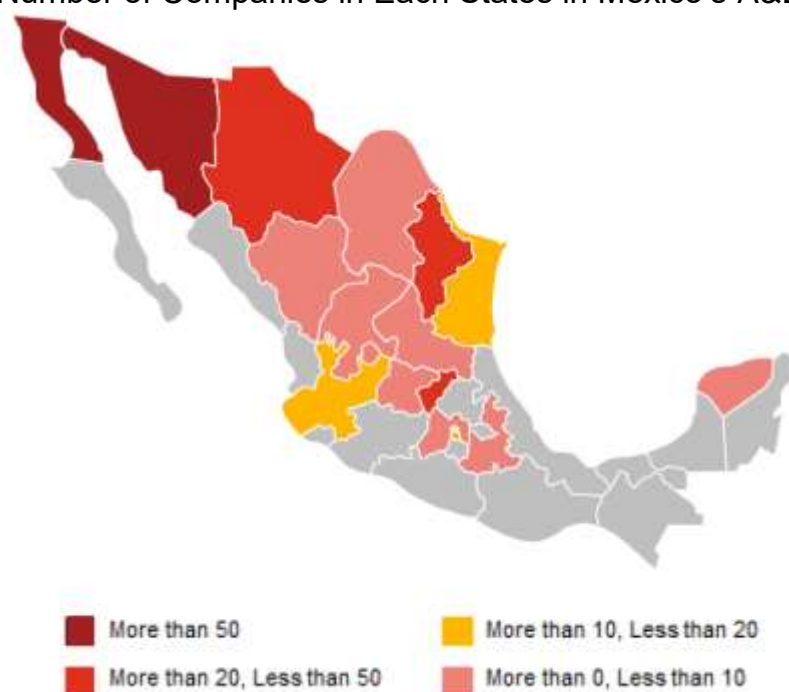 Number of Companies in Each States in Mexico's
More than 50
More than 10, Less than 20
More than 20, Less than 50
More than 0, Less than 10